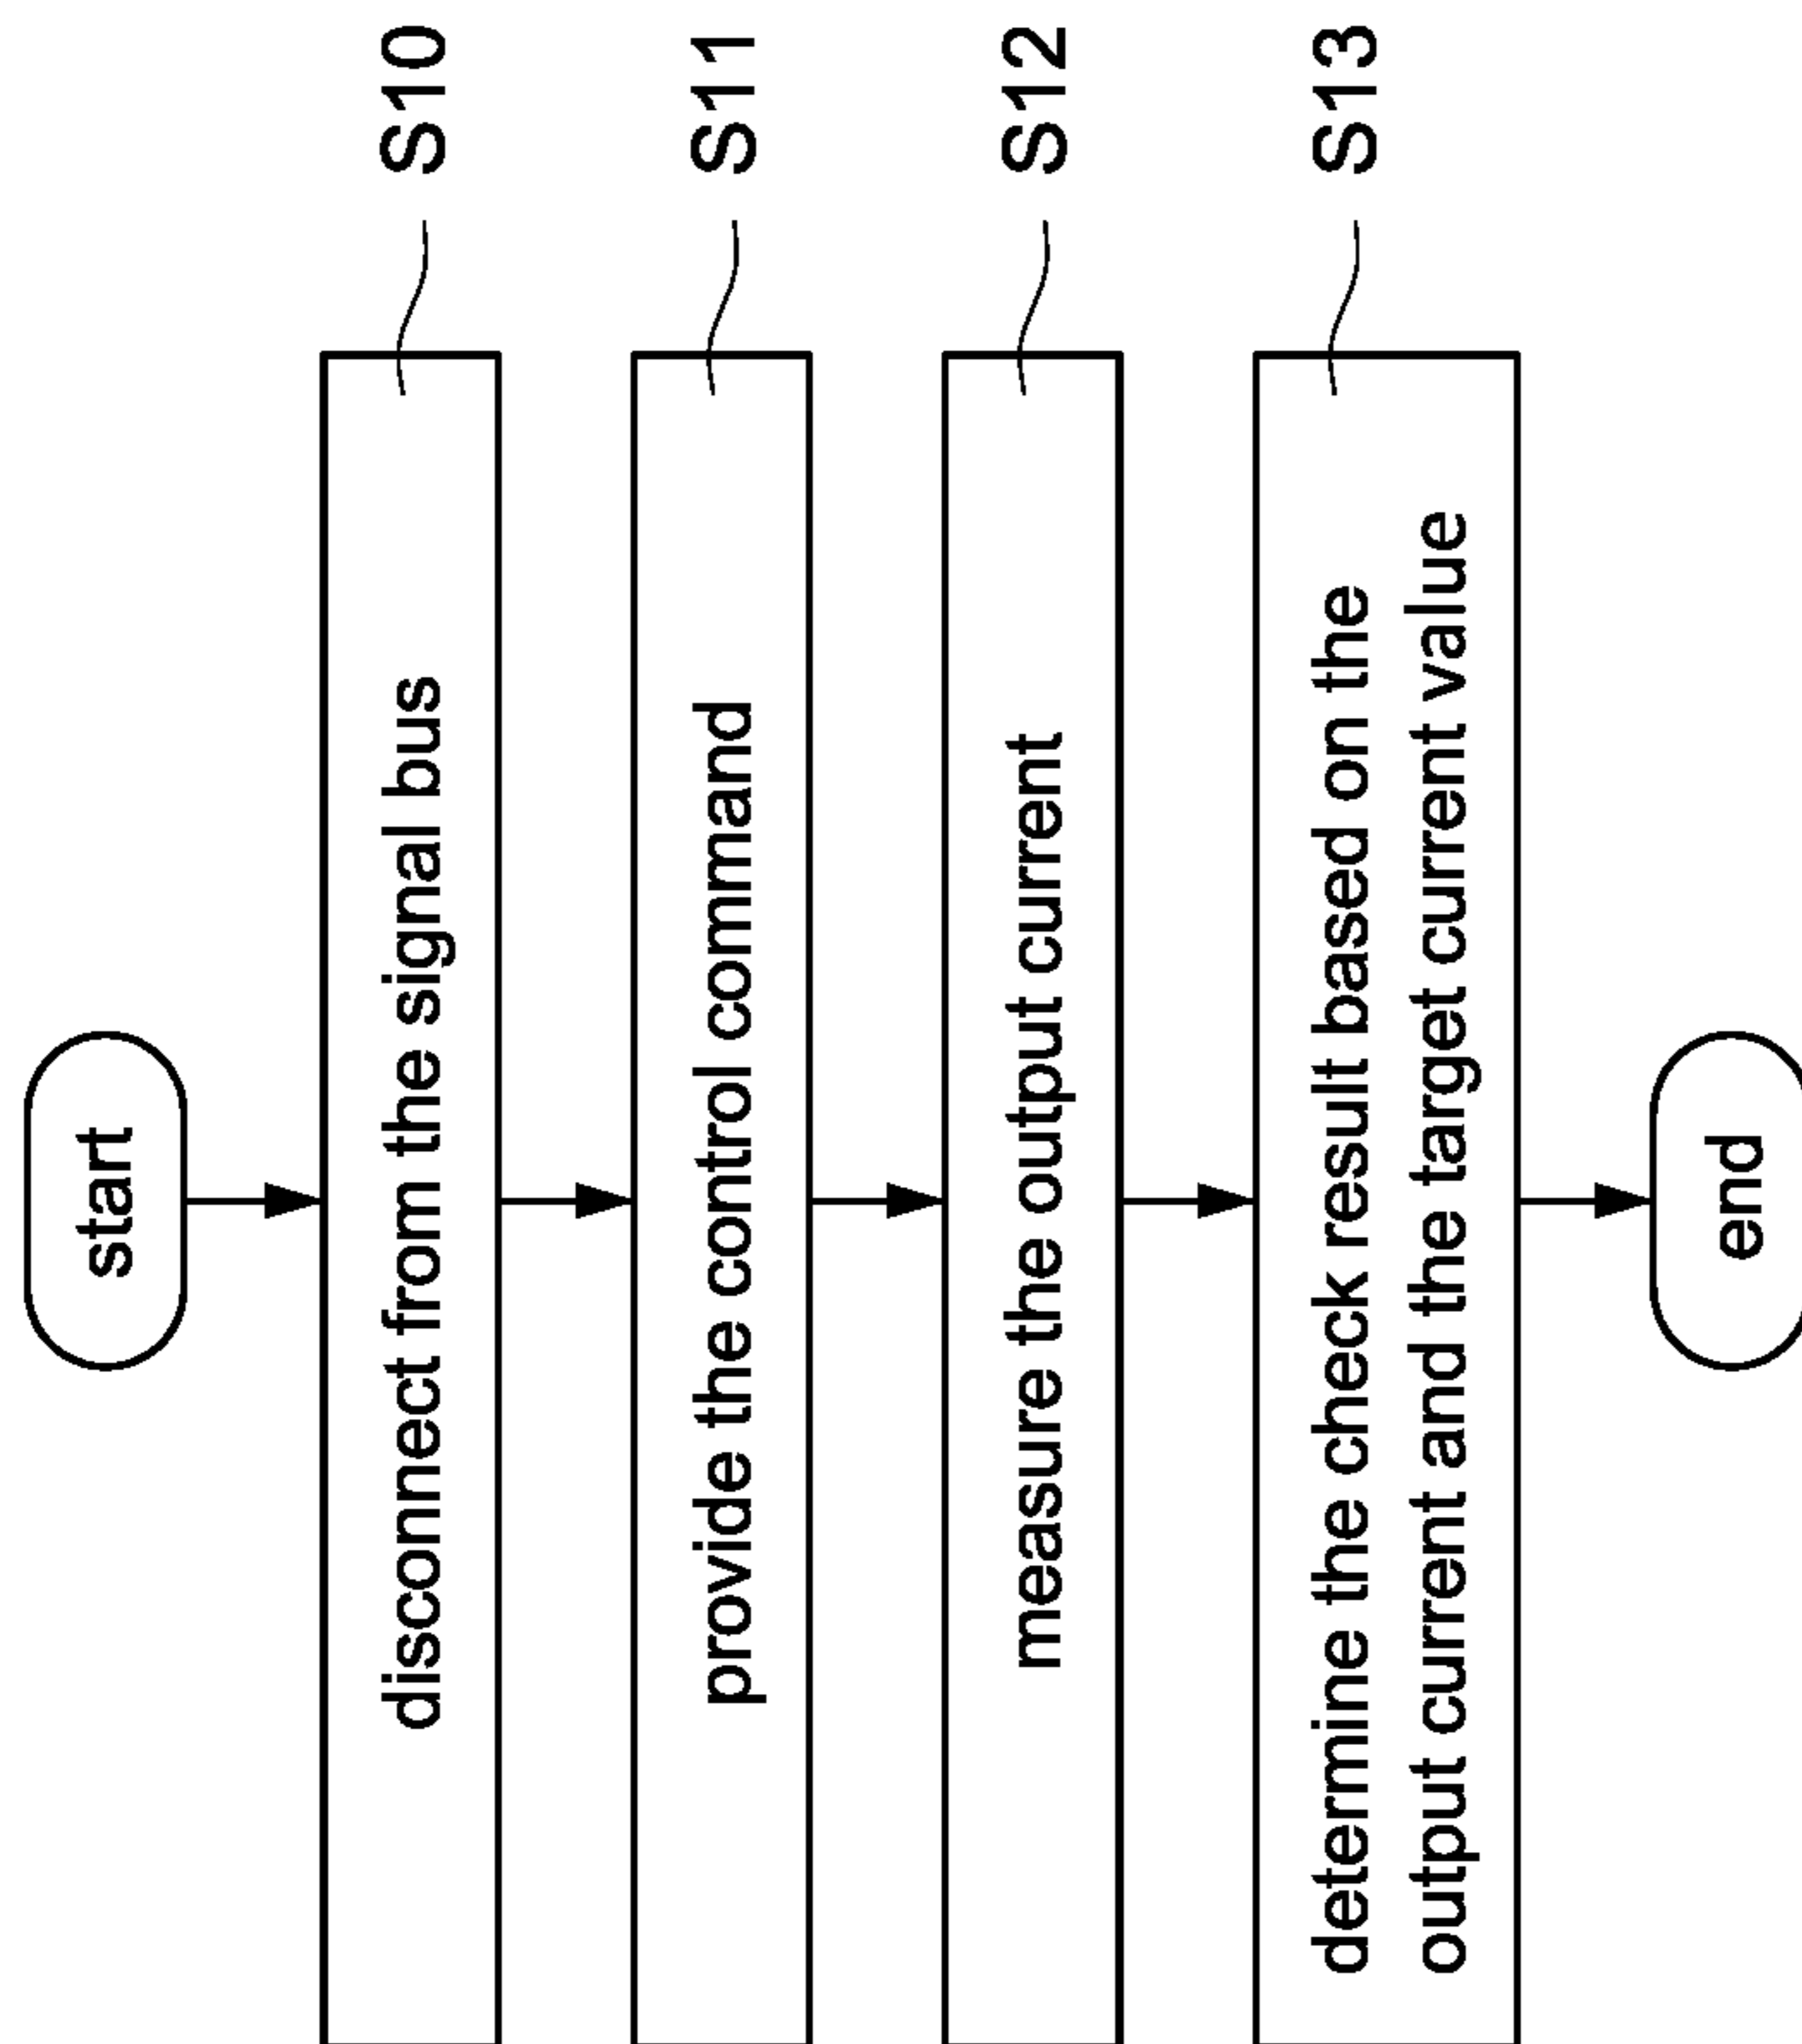 start
disconnect from the signal bus
S10
provide the control command
S11
measure the output current
S12
determine the check result based on the
output current and the target current value
S13
end